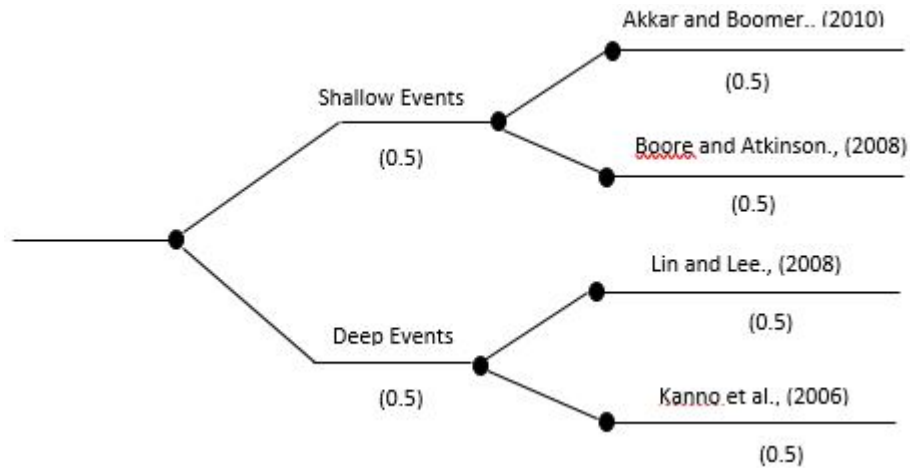 Akkar and Boomer.. (2010)
(0.5)
Shallow Events
(0.5)
Boore and Atkinson., (2008)
(0.5)
Lin and Lee., (2008)
(0.5)
Deep Events
(0.5)
Kanno et al., (2006)
(0.5)